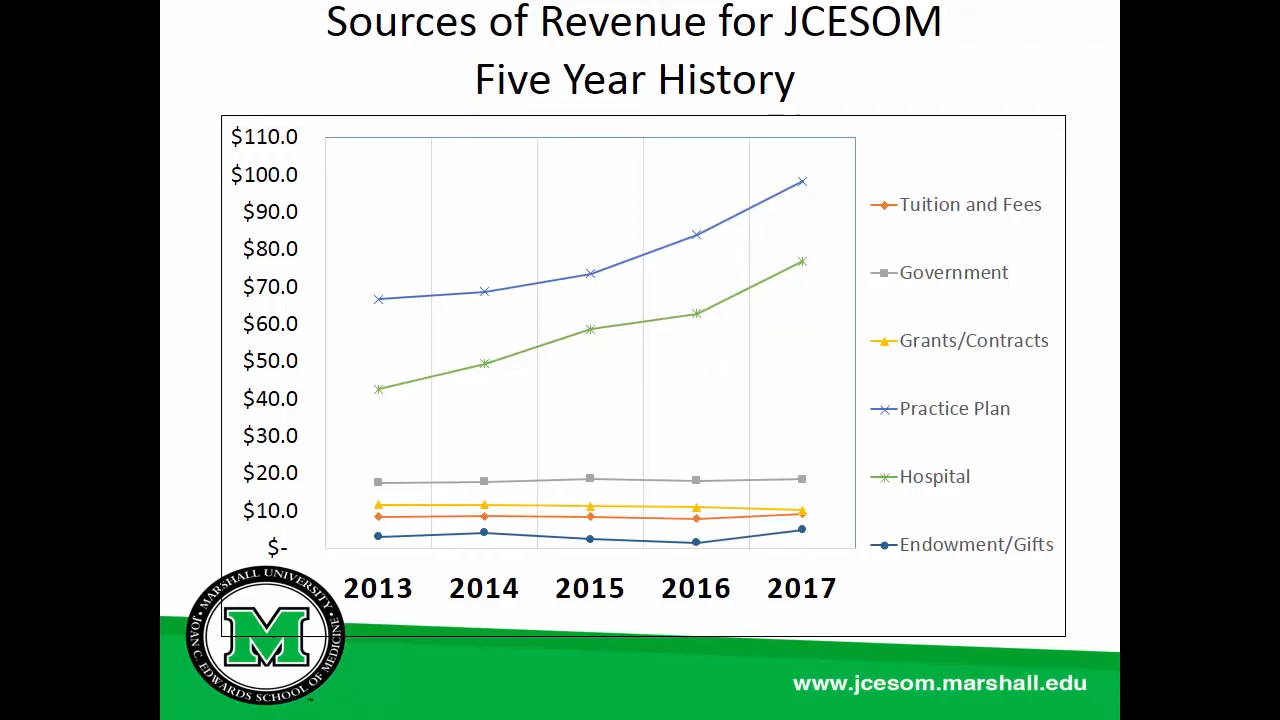 Sources of Revenue for JCESOM
Five Year History
$110.0
$100.0
$90.0
$80.0
$70.0
$60.0
$50.0
$40.0
$30.0
$20.0
$10.0
$-
2013 2014 2015 2016 2017
Tuition and Fees
Government
Grants/Contracts
Practice Plan
Hospital
Endowment/Gifts
MARSHALL UNIVERSITY
JOAN C. EDWARDS SCHOOL OF MEDICINE
M
www.jcesom.marshall.edu